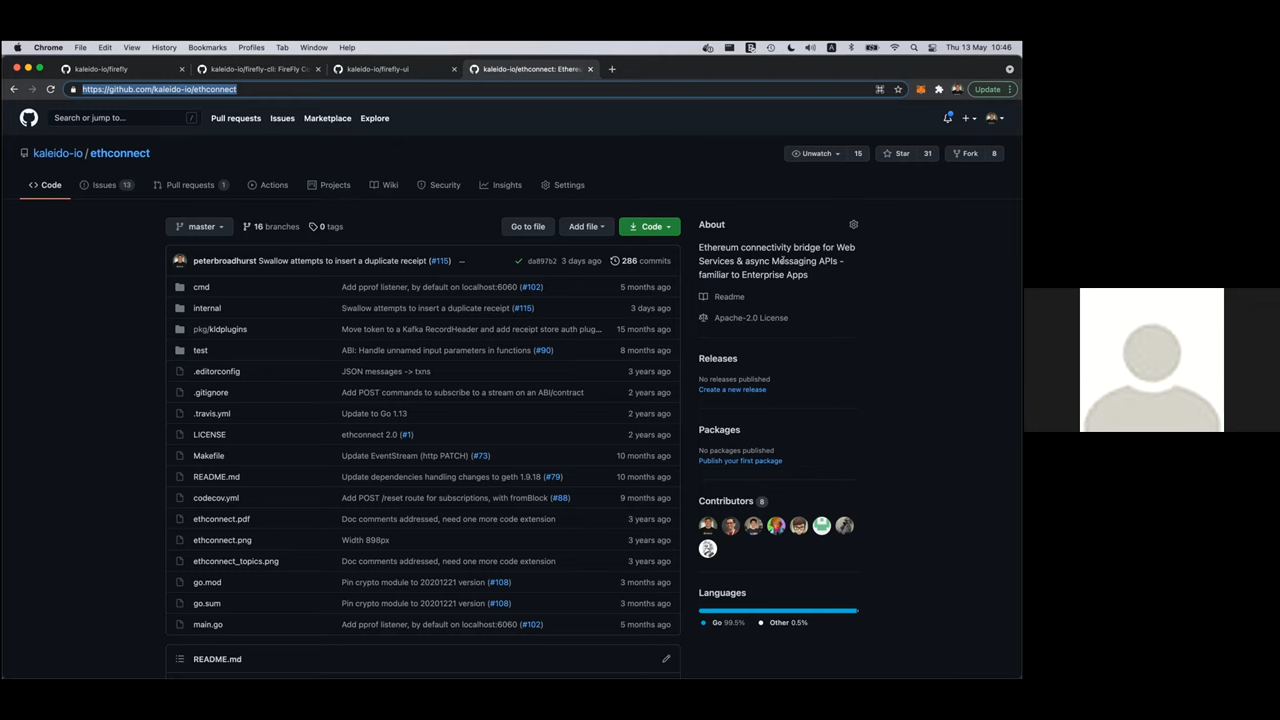 Chrome File Edit View History Bookmarks Profiles Tab Window Help Thu 13 May 10:46
kaleido-io/firefly kaleido-io/firefly-cli: FireFly C kaleido-io/firefly-ui kaleido-io/ethconnect: Ethere
https://github.com/kaleido-io/ethconnect Update
Search or jump to... / Pull requests Issues Marketplace Explore
kaleido-io / ethconnect Unwatch 15 Star 31 Fork 8
Code Issues 13 Pull requests 1 Actions Projects Wiki Security Insights Settings
master 16 branches 0 tags Go to file Add file Code
peterbroadhurst Swallow attempts to insert a duplicate receipt (#115) ... da897b2 3 days ago 286 commits
cmd Add pprof listener, by default on localhost:6060 (#102) 5 months ago
internal Swallow attempts to insert a duplicate receipt (#115) 3 days ago
pkg/kldplugins Move token to a Kafka RecordHeader and add receipt store auth plug... 15 months ago
test ABI: Handle unnamed input parameters in functions (#90) 8 months ago
.editorconfig JSON messages -> txns 3 years ago
.gitignore Add POST commands to subscribe to a stream on an ABI/contract 2 years ago
.travis.yml Update to Go 1.13 2 years ago
LICENSE ethconnect 2.0 (#1) 2 years ago
Makefile Update EventStream (http PATCH) (#73) 10 months ago
README.md Update dependencies handling changes to geth 1.9.18 (#79) 10 months ago
codecov.yml Add POST /reset route for subscriptions, with fromBlock (#88) 9 months ago
ethconnect.pdf Doc comments addressed, need one more code extension 3 years ago
ethconnect.png Width 898px 3 years ago
ethconnect_topics.png Doc comments addressed, need one more code extension 3 years ago
go.mod Pin crypto module to 20201221 version (#108) 3 months ago
go.sum Pin crypto module to 20201221 version (#108) 3 months ago
main.go Add pprof listener, by default on localhost:6060 (#102) 5 months ago
README.md
About
Ethereum connectivity bridge for Web
Services & async Messaging APIs -
familiar to Enterprise Apps
Readme
Apache-2.0 License
Releases
No releases published
Create a new release
Packages
No packages published
Publish your first package
Contributors 8
Languages
Go 99.5% Other 0.5%